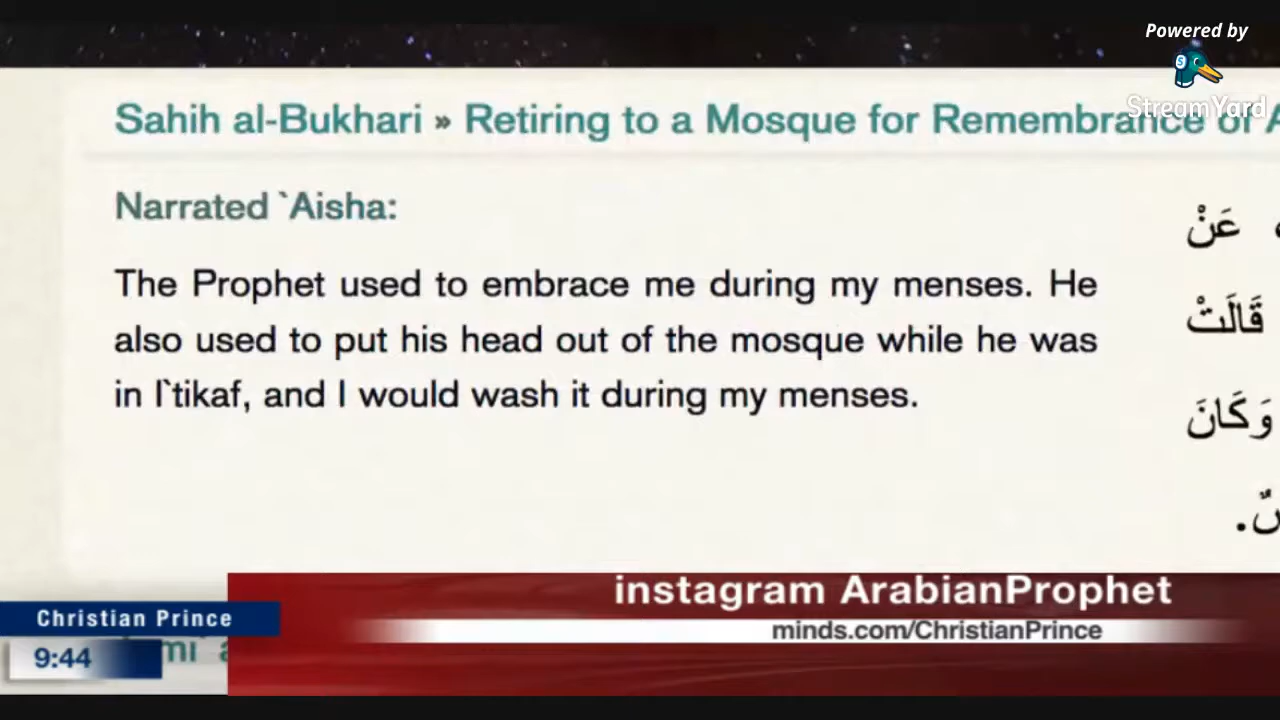 Powered by
StreamYard
Sahih al-Bukhari » Retiring to a Mosque for Remembrance of A
Narrated `Aisha:
The Prophet used to embrace me during my menses. He
also used to put his head out of the mosque while he was
in I`tikaf, and I would wash it during my menses.
عَنْ
قَالَتْ
وَكَانَ
instagram ArabianProphet
Christian Prince
minds.com/ChristianPrince
9:44